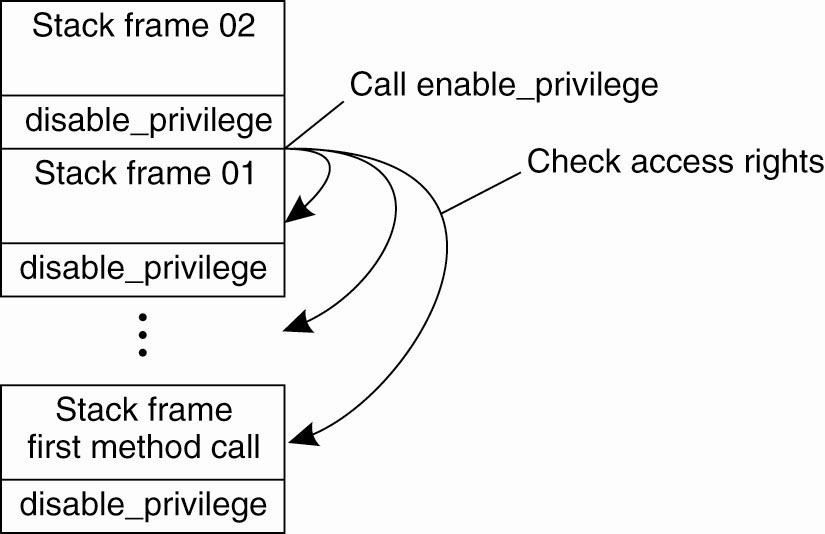 Stack frame 02
disable_privilege
Call enable_privilege
Stack frame 01
Check access rights
disable_privilege
Stack frame
first method call
disable_privilege